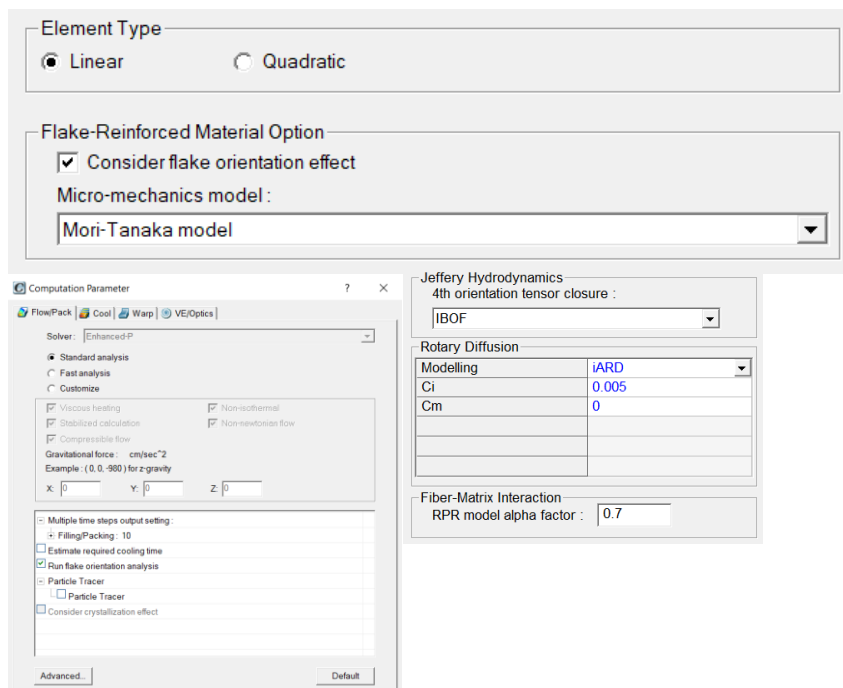 Element Type
Linear
Quadratic
Flake-Reinforced Material Option
Consider flake orientation effect
Micro-mechanics model :
Mori-Tanaka model
Computation Parameter
? ×
Flow/Pack Cool Warp VE/Optics
Solver : Enhanced-P
Standard analysis
Fast analysis
Customize
Viscous heating
Non-isothermal
Stabilized calculation
Non-newtonian flow
Compressible flow
Gravitational force : cm/sec^2
Example : ( 0, 0, -980 ) for z-gravity
X: 0 Y: 0 Z: 0
Multiple time steps output setting :
Filling/Packing : 10
Estimate required cooling time
Run flake orientation analysis
Particle Tracer
Particle Tracer
Consider crystallization effect
Advanced...
Default
Jeffery Hydrodynamics
4th orientation tensor closure :
IBOF
Rotary Diffusion
Modelling iARD
Ci 0.005
Cm 0
Fiber-Matrix Interaction
RPR model alpha factor : 0.7